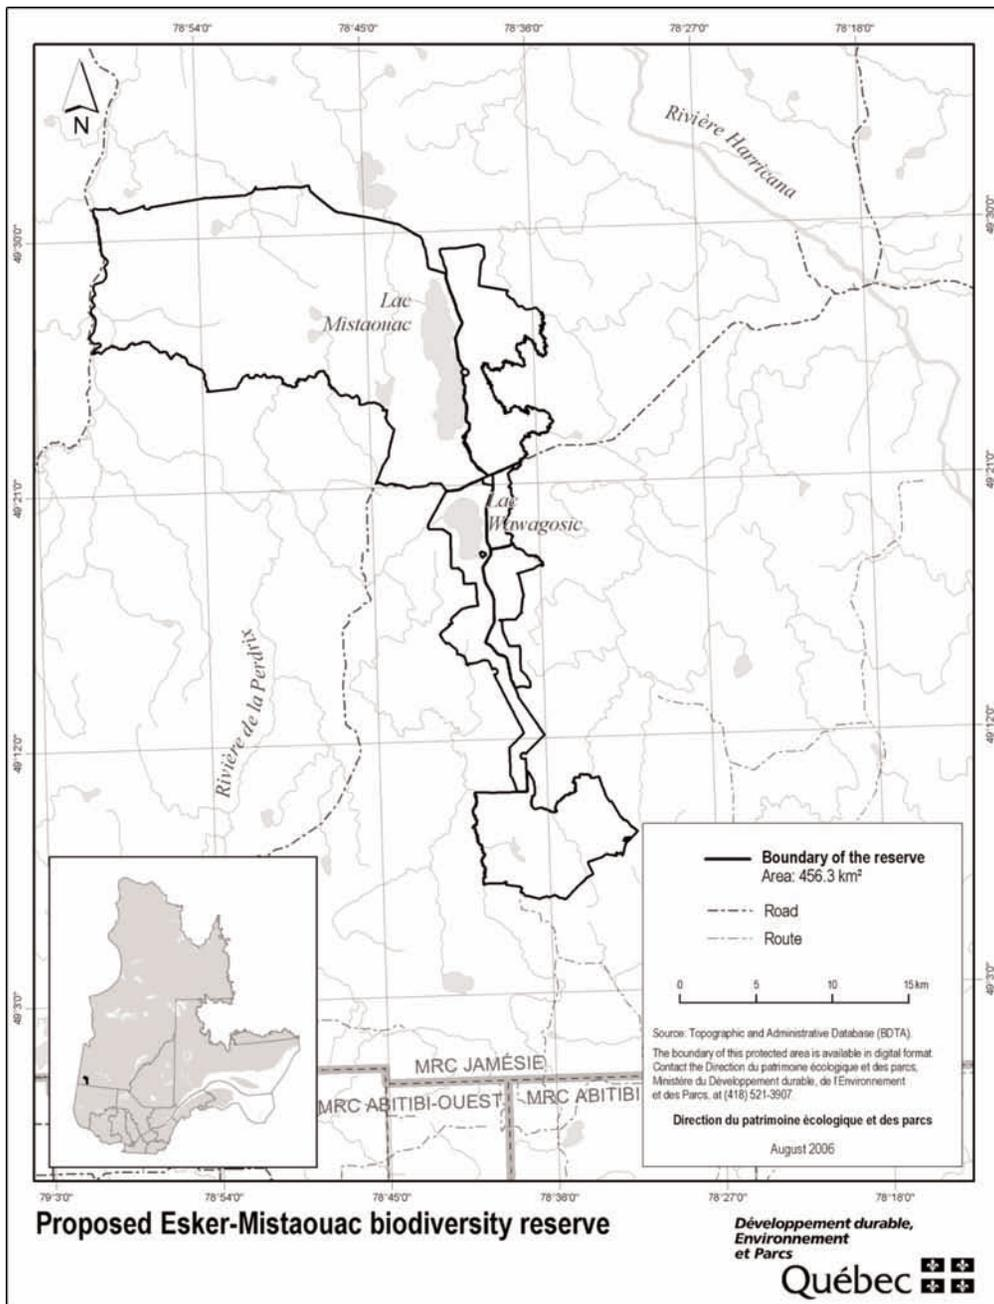 78°54'0" 78°45'0" 78°36'0" 78°27'0" 78°18'0"
N
Rivière Harricana
49°30'0" 49°30'0"
Lac
Mistaouac
49°21'0" 49°21'0"
Lac
Wawagosic
Rivière de la Perdrix
49°12'0" 49°12'0"
Boundary of the reserve
Area: 456.3 km²
Road
Route
0 5 10 15 km
49°3'0" 49°3'0"
Source: Topographic and Administrative Database (BDTA).
The boundary of this protected area is available in digital format.
Contact the Direction du patrimoine écologique et des parcs,
Ministère du Développement durable, de l'Environnement
et des Parcs, at (418) 521-3907.
Direction du patrimoine écologique et des parcs
August 2006
MRC JAMÉSIE
MRC ABITIBI-OUEST MRC ABITIBI
79°3'0" 78°54'0" 78°45'0" 78°36'0" 78°27'0" 78°18'0"
Proposed Esker-Mistaouac biodiversity reserve
Développement durable,
Environnement
et Parcs
Québec